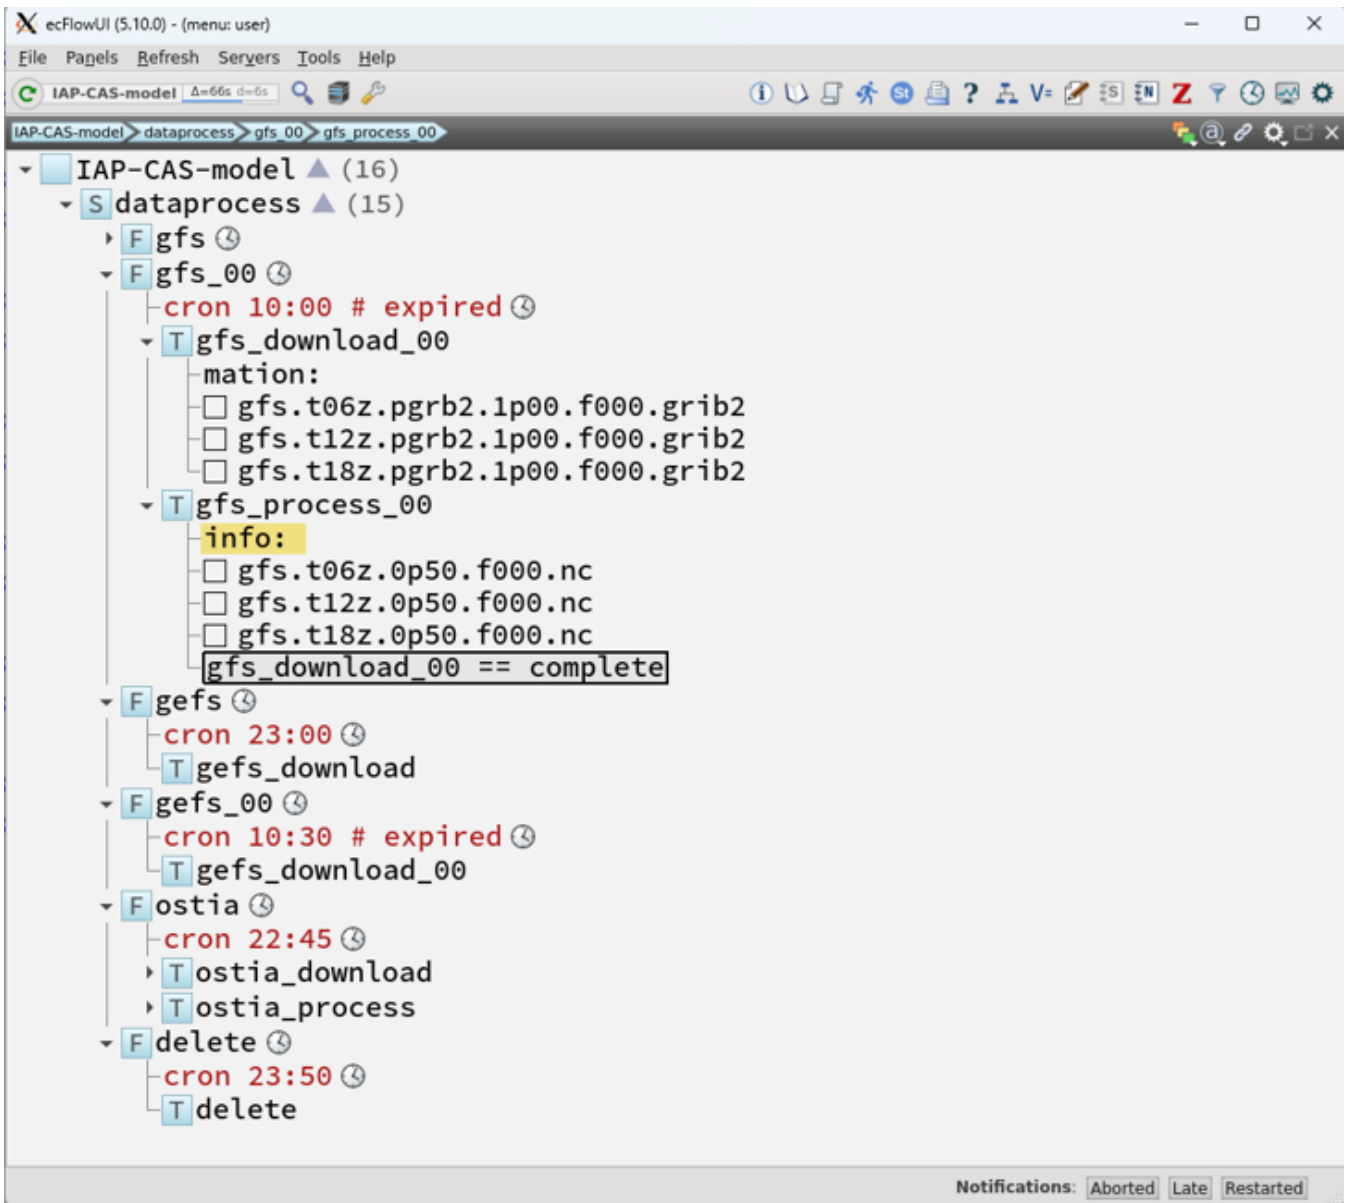 ecFlowUI (5.10.0) - (menu: user)
File Panels Refresh Servers Tools Help
IAP-CAS-model Δ=66s d=6s
IAP-CAS-model dataprocess gfs_00 gfs_process_00
IAP-CAS-model (16)
S dataprocess (15)
F gfs
F gfs_00
cron 10:00 # expired
T gfs_download_00
mation:
gfs.t06z.pgrb2.1p00.f000.grib2
gfs.t12z.pgrb2.1p00.f000.grib2
gfs.t18z.pgrb2.1p00.f000.grib2
T gfs_process_00
info:
gfs.t06z.0p50.f000.nc
gfs.t12z.0p50.f000.nc
gfs.t18z.0p50.f000.nc
gfs_download_00 == complete
F gefs
cron 23:00
T gefs_download
F gefs_00
cron 10:30 # expired
T gefs_download_00
F ostia
cron 22:45
T ostia_download
T ostia_process
F delete
cron 23:50
T delete
Notifications: Aborted Late Restarted